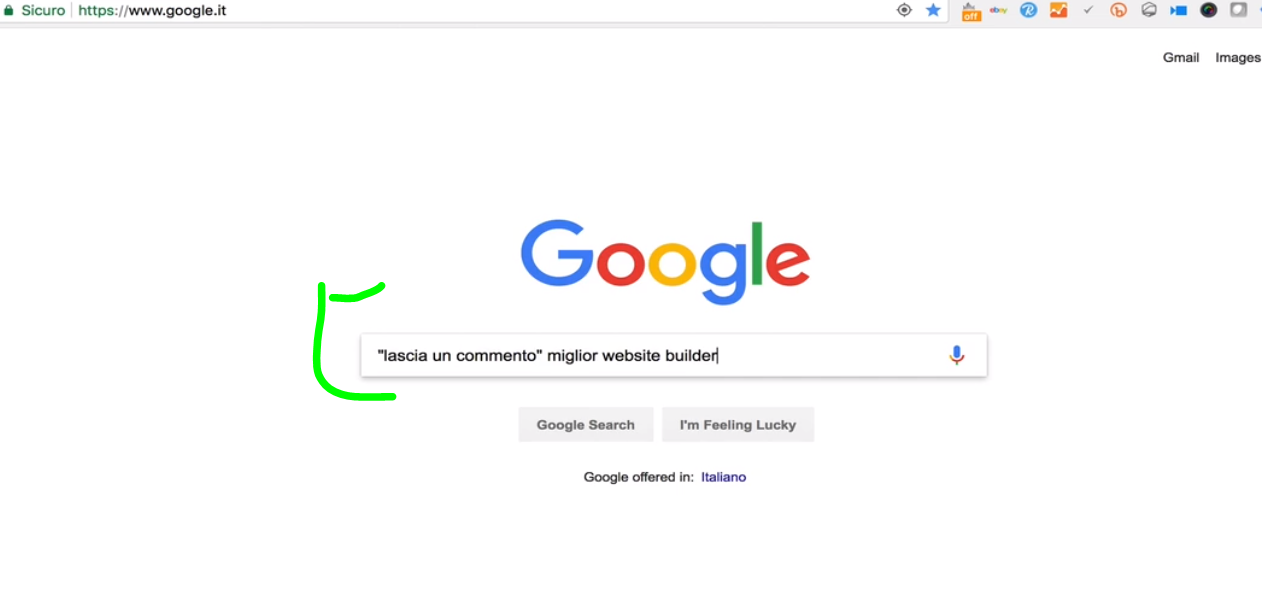 Sicuro https://www.google.it
off ebay
Gmail Images
Google
"lascia un commento" miglior website builder
Google Search I'm Feeling Lucky
Google offered in: Italiano